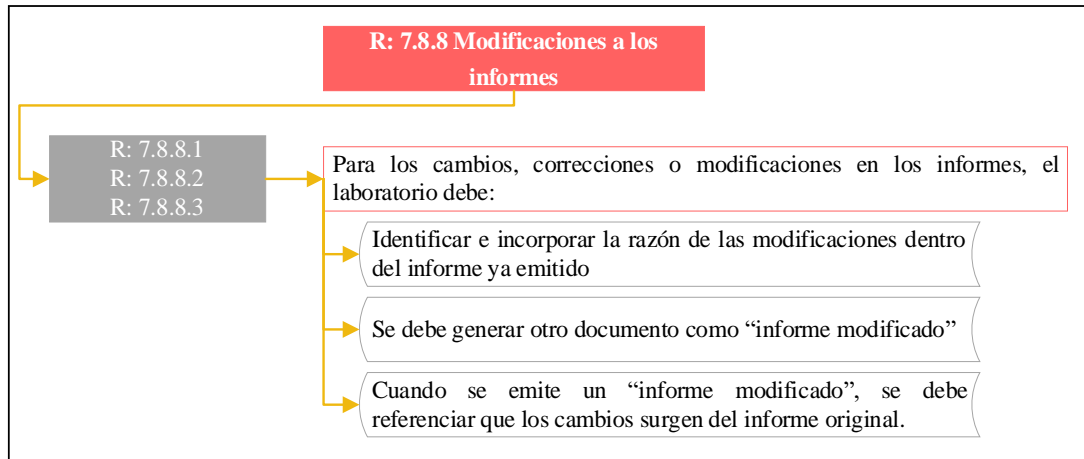 R: 7.8.8 Modificaciones a los
informes
R: 7.8.8.1
R: 7.8.8.2
R: 7.8.8.3
Para los cambios, correcciones o modificaciones en los informes, el
laboratorio debe:
Identificar e incorporar la razón de las modificaciones dentro
del informe ya emitido
Se debe generar otro documento como “informe modificado”
Cuando se emite un “informe modificado”, se debe
referenciar que los cambios surgen del informe original.